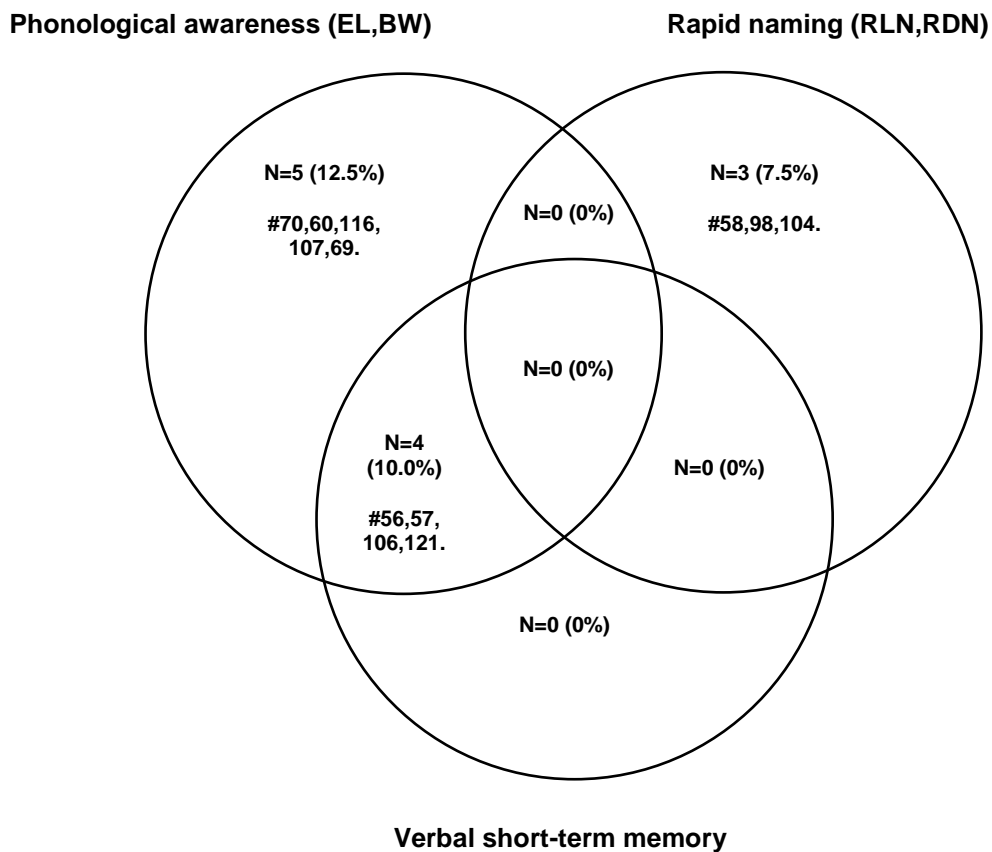 Phonological awareness (EL,BW)
Rapid naming (RLN,RDN)
N=5 (12.5%)
#70,60,116,
107,69.
N=0 (0%)
N=3 (7.5%)
#58,98,104.
N=0 (0%)
N=4
(10.0%)
#56,57,
106,121.
N=0 (0%)
N=0 (0%)
Verbal short-term memory